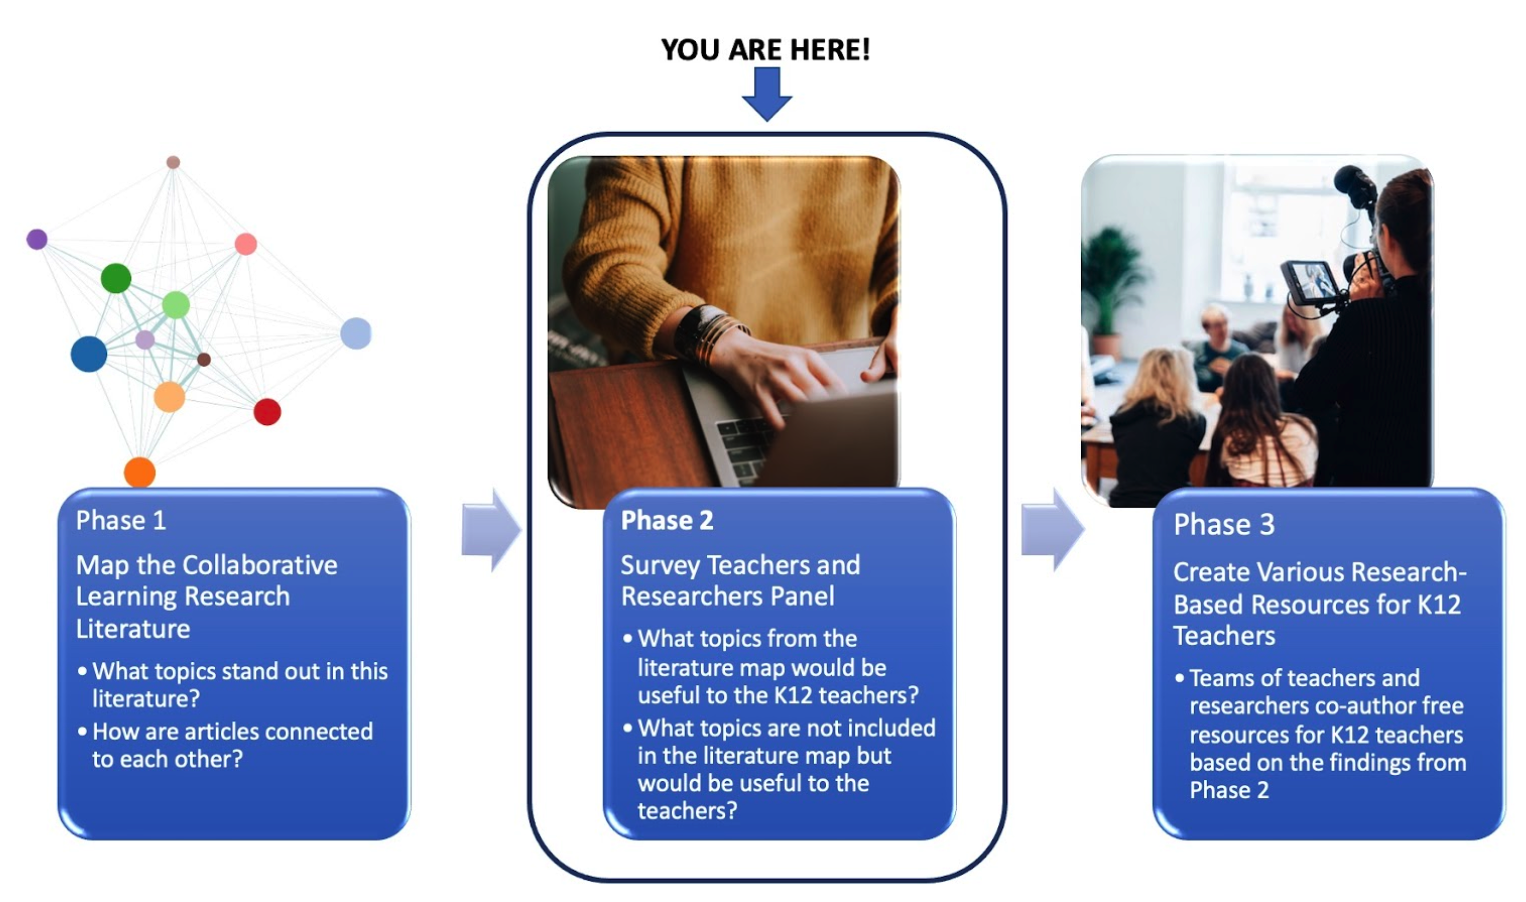 YOU ARE HERE!
Phase 1
Map the Collaborative
Learning Research
Literature
• What topics stand out in this
literature?
• How are articles connected
to each other?
Phase 2
Survey Teachers and
Researchers Panel
• What topics from the
literature map would be
useful to the K12 teachers?
• What topics are not included
in the literature map but
would be useful to the
teachers?
Phase 3
Create Various Research-
Based Resources for K12
Teachers
• Teams of teachers and
researchers co-author free
resources for K12 teachers
based on the findings from
Phase 2